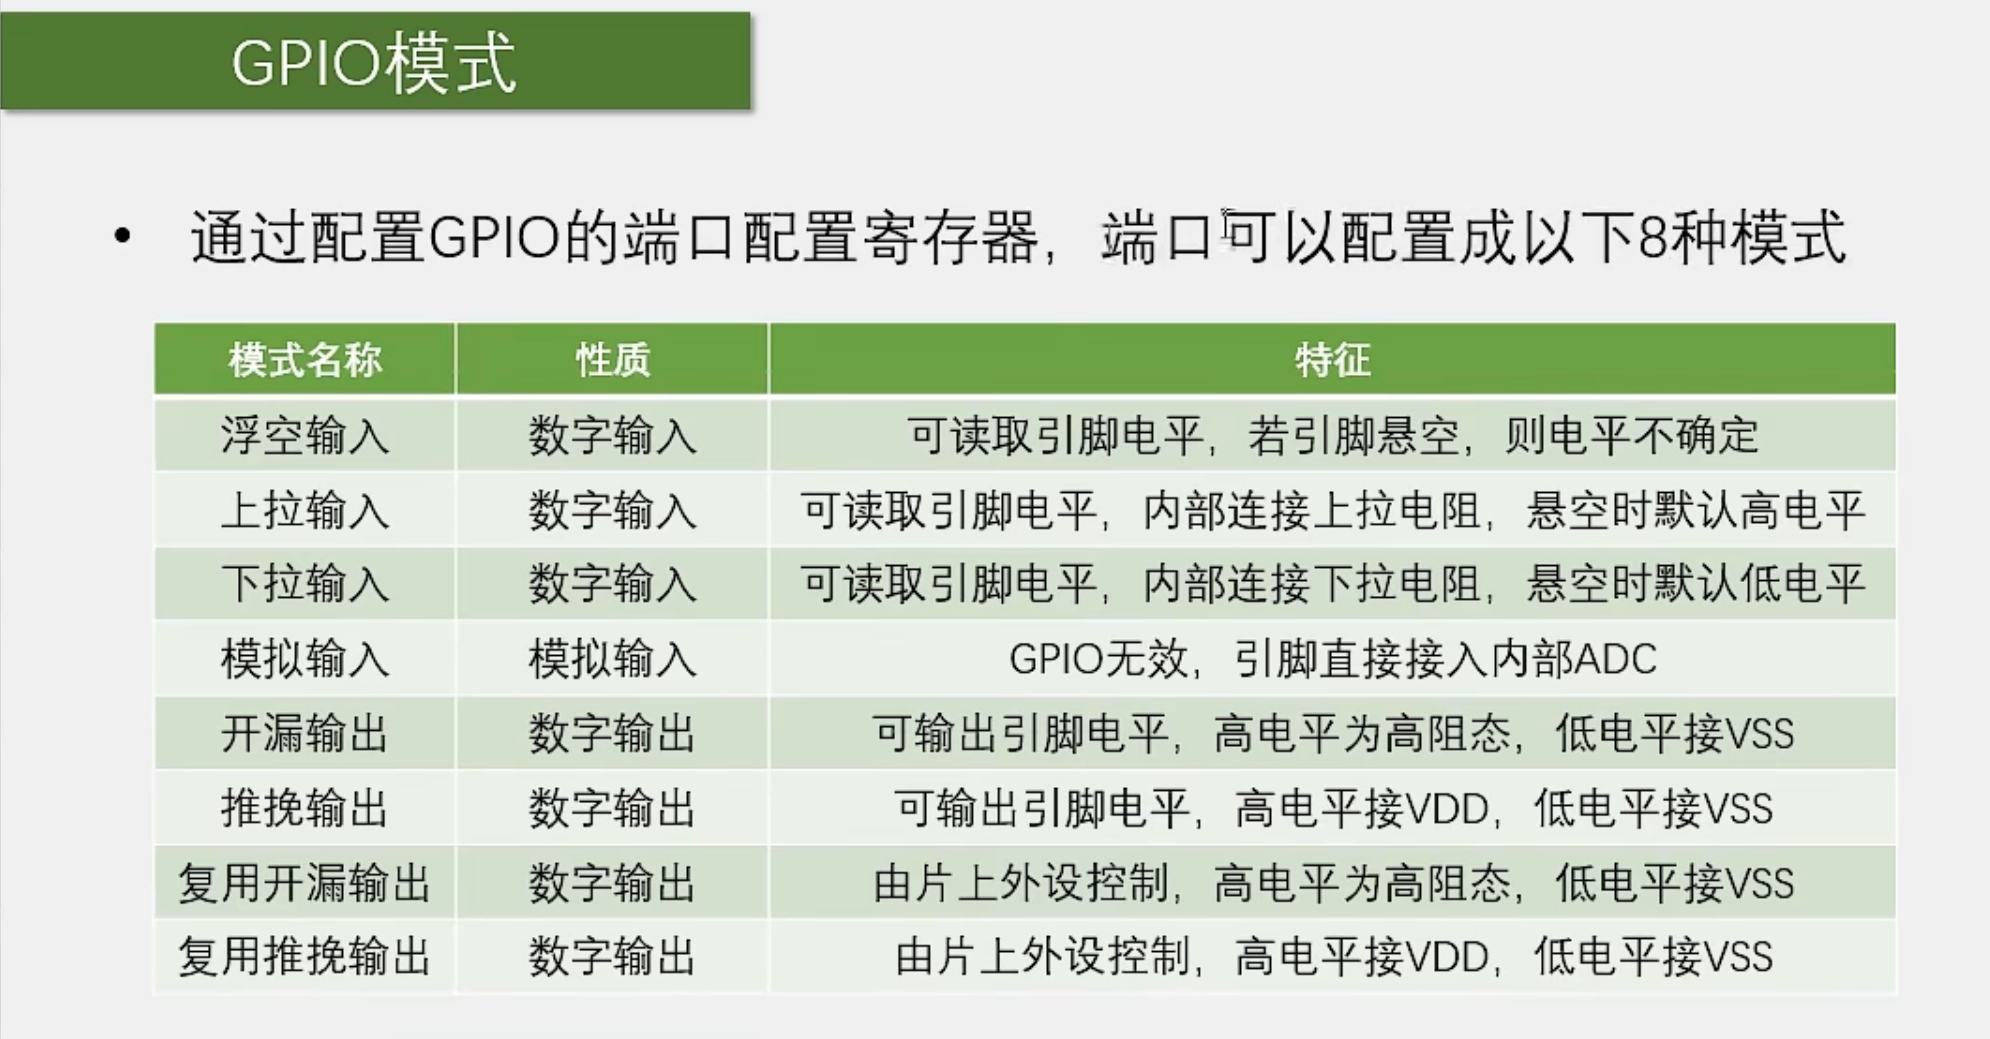 GPIO模式
• 通过配置GPIO的端口配置寄存器，端口可以配置成以下8种模式
模式名称 性质 特征
浮空输入 数字输入 可读取引脚电平，若引脚悬空，则电平不确定
上拉输入 数字输入 可读取引脚电平，内部连接上拉电阻，悬空时默认高电平
下拉输入 数字输入 可读取引脚电平，内部连接下拉电阻，悬空时默认低电平
模拟输入 模拟输入 GPIO无效，引脚直接接入内部ADC
开漏输出 数字输出 可输出引脚电平，高电平为高阻态，低电平接VSS
推挽输出 数字输出 可输出引脚电平，高电平接VDD，低电平接VSS
复用开漏输出 数字输出 由片上外设控制，高电平为高阻态，低电平接VSS
复用推挽输出 数字输出 由片上外设控制，高电平接VDD，低电平接VSS